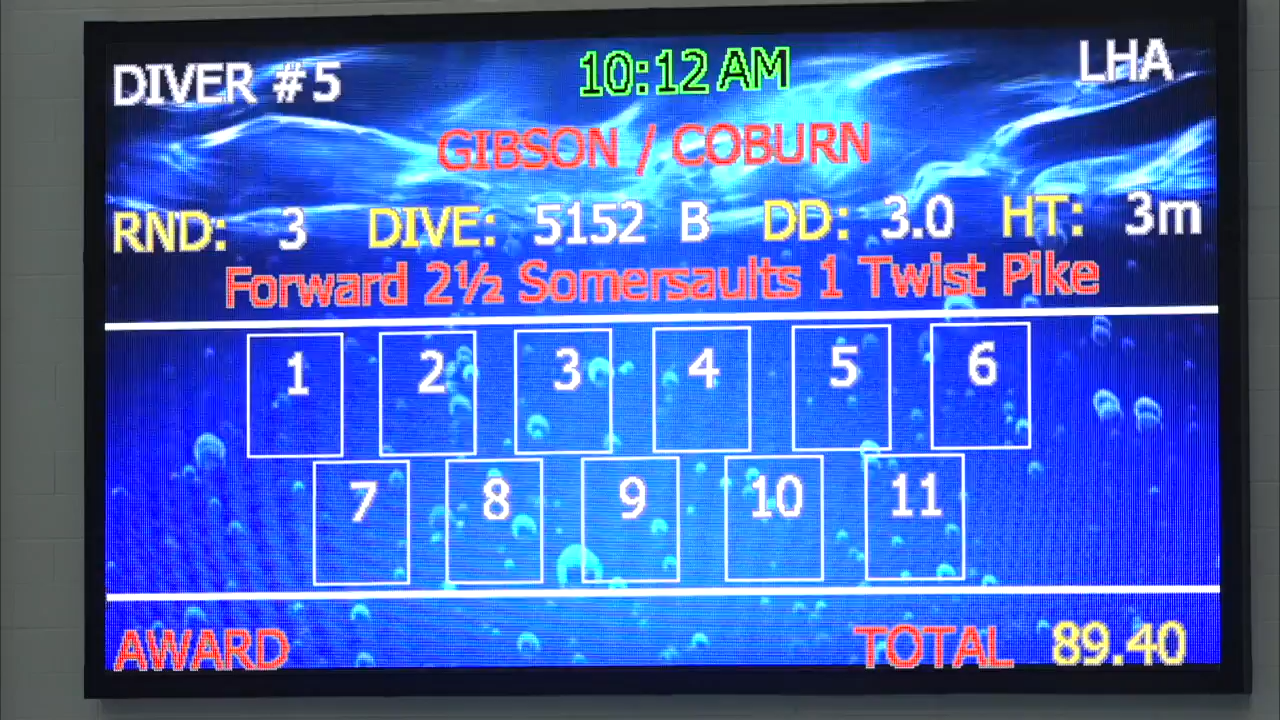 DIVER #5 10:12 AM LHA
GIBSON / COBURN
RND: 3 DIVE: 5152 B DD: 3.0 HT: 3m
Forward 2½ Somersaults 1 Twist Pike
1 2 3 4 5 6
7 8 9 10 11
AWARD TOTAL 89.40